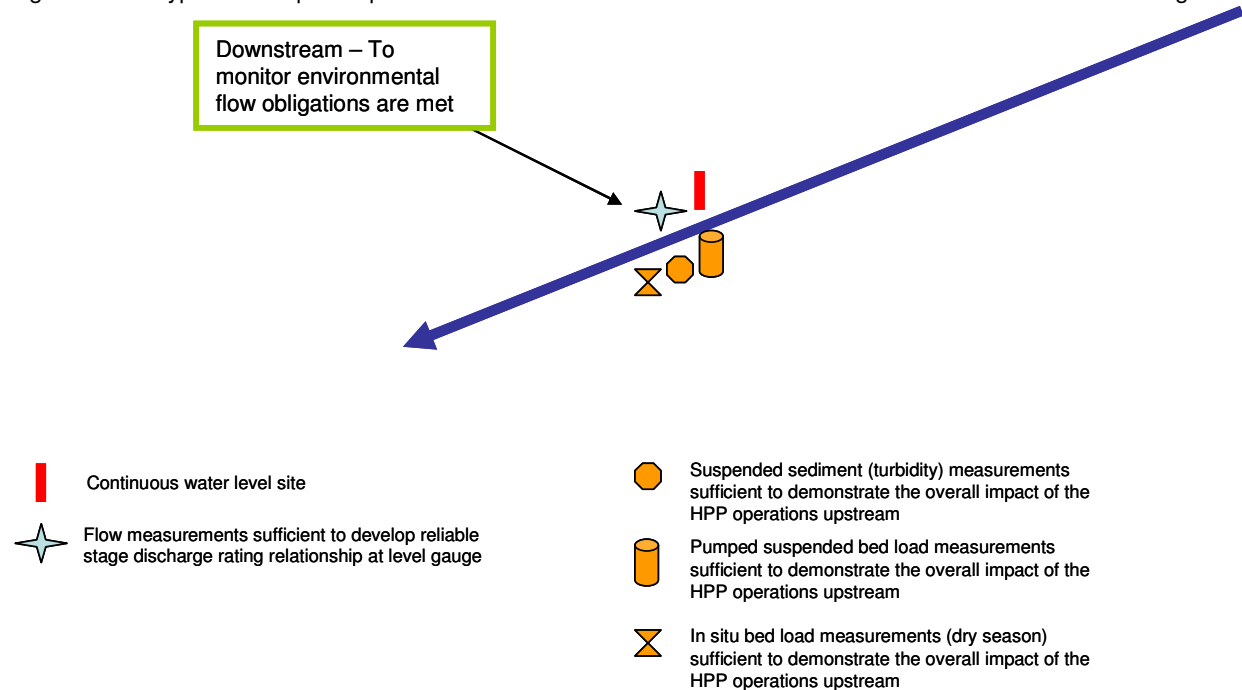 Downstream – To
monitor environmental
flow obligations are met
Continuous water level site
Flow measurements sufficient to develop reliable
stage discharge rating relationship at level gauge
Suspended sediment (turbidity) measurements
sufficient to demonstrate the overall impact of the
HPP operations upstream
Pumped suspended bed load measurements
sufficient to demonstrate the overall impact of the
HPP operations upstream
In situ bed load measurements (dry season)
sufficient to demonstrate the overall impact of the
HPP operations upstream